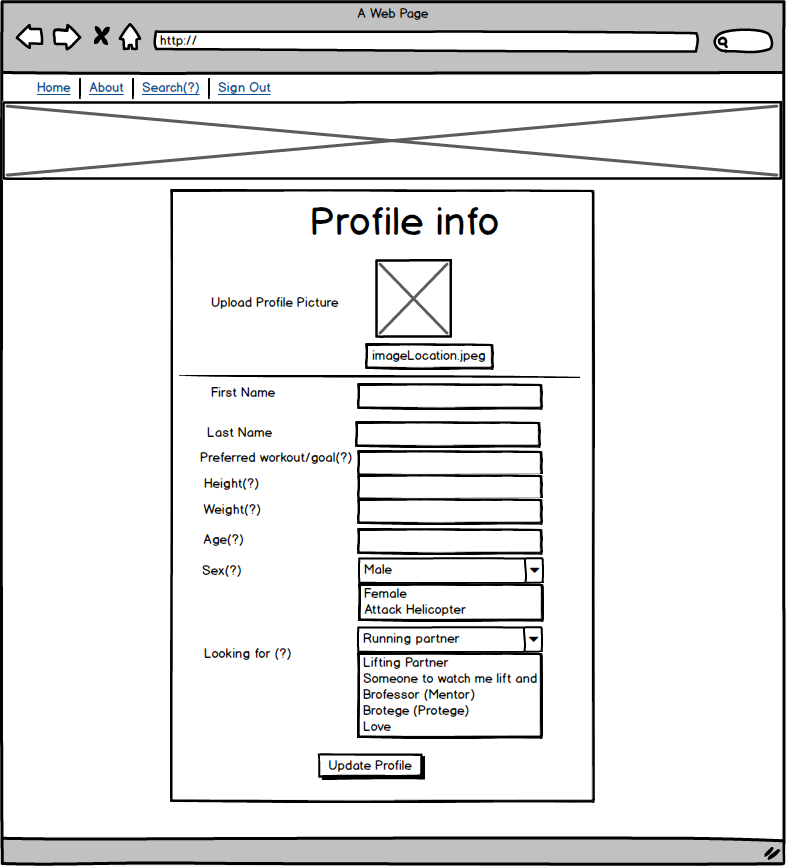 A Web Page
http://
Home About Search(?) Sign Out
Profile info
Upload Profile Picture
imageLocation.jpeg
First Name
Last Name
Preferred workout/goal(?)
Height(?)
Weight(?)
Age(?)
Sex(?) Male
Female
Attack Helicopter
Looking for (?) Running partner
Lifting Partner
Someone to watch me lift and
Brofessor (Mentor)
Brotege (Protege)
Love
Update Profile